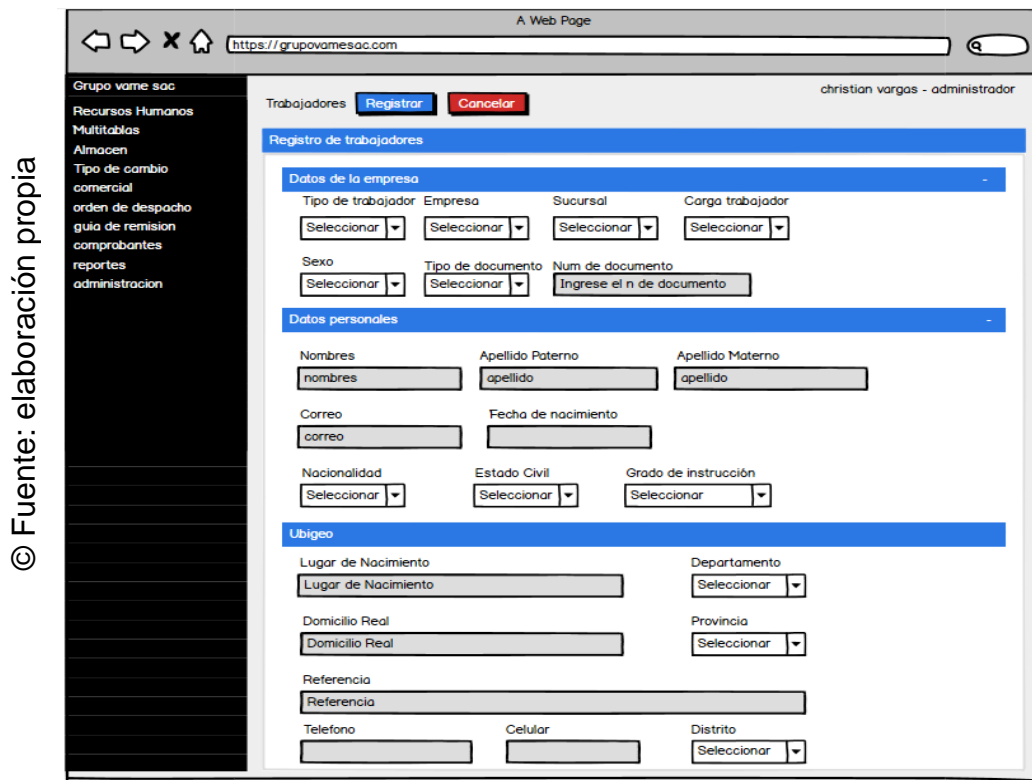 A Web Page
https://grupovamesac.com
Grupo vame sac
Recursos Humanos
Multitablas
Almacen
Tipo de cambio
comercial
orden de despacho
guia de remision
comprobantes
reportes
administracion
christian vargas - administrador
Trabajadores Registrar Cancelar
Registro de trabajadores
Datos de la empresa -
Tipo de trabajador Empresa Sucursal Carga trabajador
Seleccionar Seleccionar Seleccionar Seleccionar
Sexo Tipo de documento Num de documento
Seleccionar Seleccionar Ingrese el n de documento
Datos personales -
Nombres Apellido Paterno Apellido Materno
nombres apellido apellido
Correo Fecha de nacimiento
correo
Nacionalidad Estado Civil Grado de instrucción
Seleccionar Seleccionar Seleccionar
Ubigeo
Lugar de Nacimiento Departamento
Lugar de Nacimiento Seleccionar
Domicilio Real Provincia
Domicilio Real Seleccionar
Referencia
Referencia
Telefono Celular Distrito
Seleccionar
© Fuente: elaboración propia